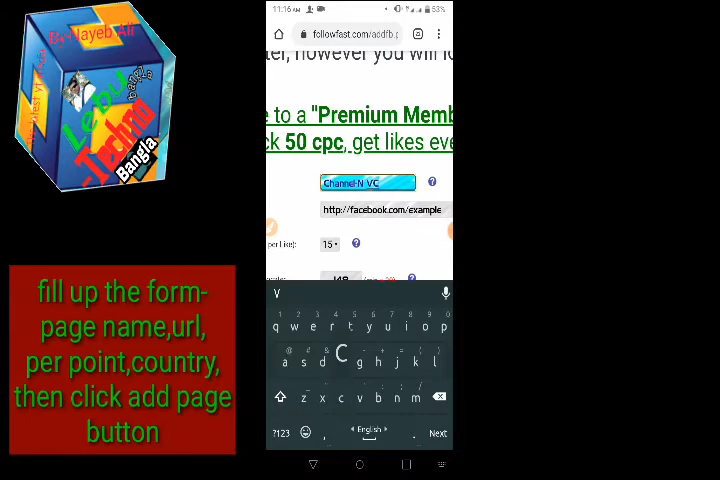 By-Nayeb Ali
Lebu
-Techno
Bangla
bangla
fill up the form-
page name,url,
per point,country,
then click add page
button
11:16 AM
53%
followfast.com/addfb.p
ter, however you will lo
e to a "Premium Memb
ck 50 cpc, get likes eve
Channel-N VC
http://facebook.com/example
per Like):
15
148
V
q w e r t y u i o p
a s d C g h j k l
z x c v b n m
?123
English
Next